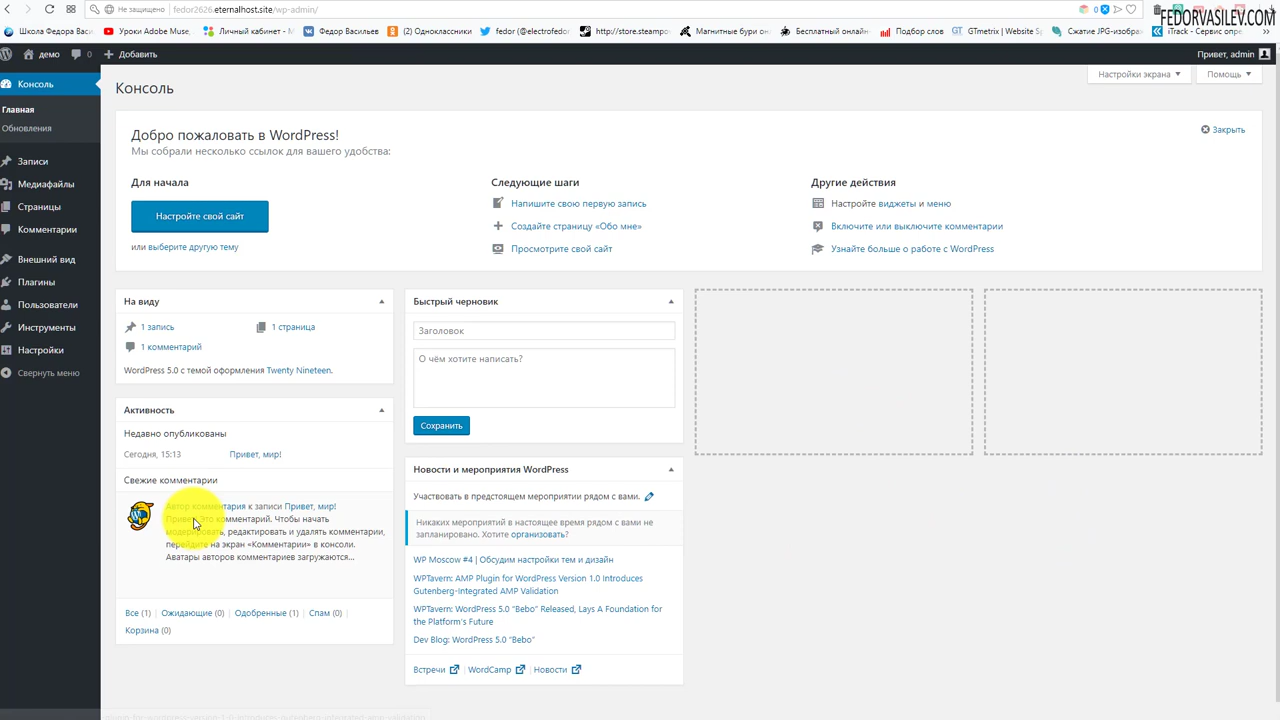 Не защищено
fedor2626.eternalhost.site/wp-admin/
0
FEDORVASILEV.COM
Школа Федора Васи.
Уроки Adobe Muse,
Личный кабинет - М
Федор Васильев
(2) Одноклассники
fedor (@electrofedo
http://store.steampo
Магнитные бури он
Бесплатный онлайн
Подбор слов
GTmetrix | Website S
Сжатие JPG-изобра
iTrack - Сервис опре
демо
0
Добавить
Привет, admin
Консоль
Главная
Обновления
Записи
Медиафайлы
Страницы
Комментарии
Внешний вид
Плагины
Пользователи
Инструменты
Настройки
Свернуть меню
Консоль
Настройки экрана
Помощь
Добро пожаловать в WordPress!
Мы собрали несколько ссылок для вашего удобства:
Закрыть
Для начала
Настройте свой сайт
или выберите другую тему
Следующие шаги
Напишите свою первую запись
Создайте страницу «Обо мне»
Просмотрите свой сайт
Другие действия
Настройте виджеты и меню
Включите или выключите комментарии
Узнайте больше о работе с WordPress
На виду
1 запись
1 страница
1 комментарий
WordPress 5.0 с темой оформления Twenty Nineteen.
Активность
Недавно опубликованы
Сегодня, 15:13 Привет, мир!
Свежие комментарии
Автор комментария к записи Привет, мир!
Привет! Это комментарий. Чтобы начать
модерировать, редактировать и удалять комментарии,
перейдите на экран «Комментарии» в консоли.
Аватары авторов комментариев загружаются...
Все (1) | Ожидающие (0) | Одобренные (1) | Спам (0) |
Корзина (0)
Быстрый черновик
Заголовок
О чём хотите написать?
Сохранить
Новости и мероприятия WordPress
Участвовать в предстоящем мероприятии рядом с вами.
Никаких мероприятий в настоящее время рядом с вами не
запланировано. Хотите организовать?
WP Moscow #4 | Обсудим настройки тем и дизайн
WPTavern: AMP Plugin for WordPress Version 1.0 Introduces
Gutenberg-Integrated AMP Validation
WPTavern: WordPress 5.0 “Bebo” Released, Lays A Foundation for
the Platform’s Future
Dev Blog: WordPress 5.0 “Bebo”
Встречи | WordCamp | Новости